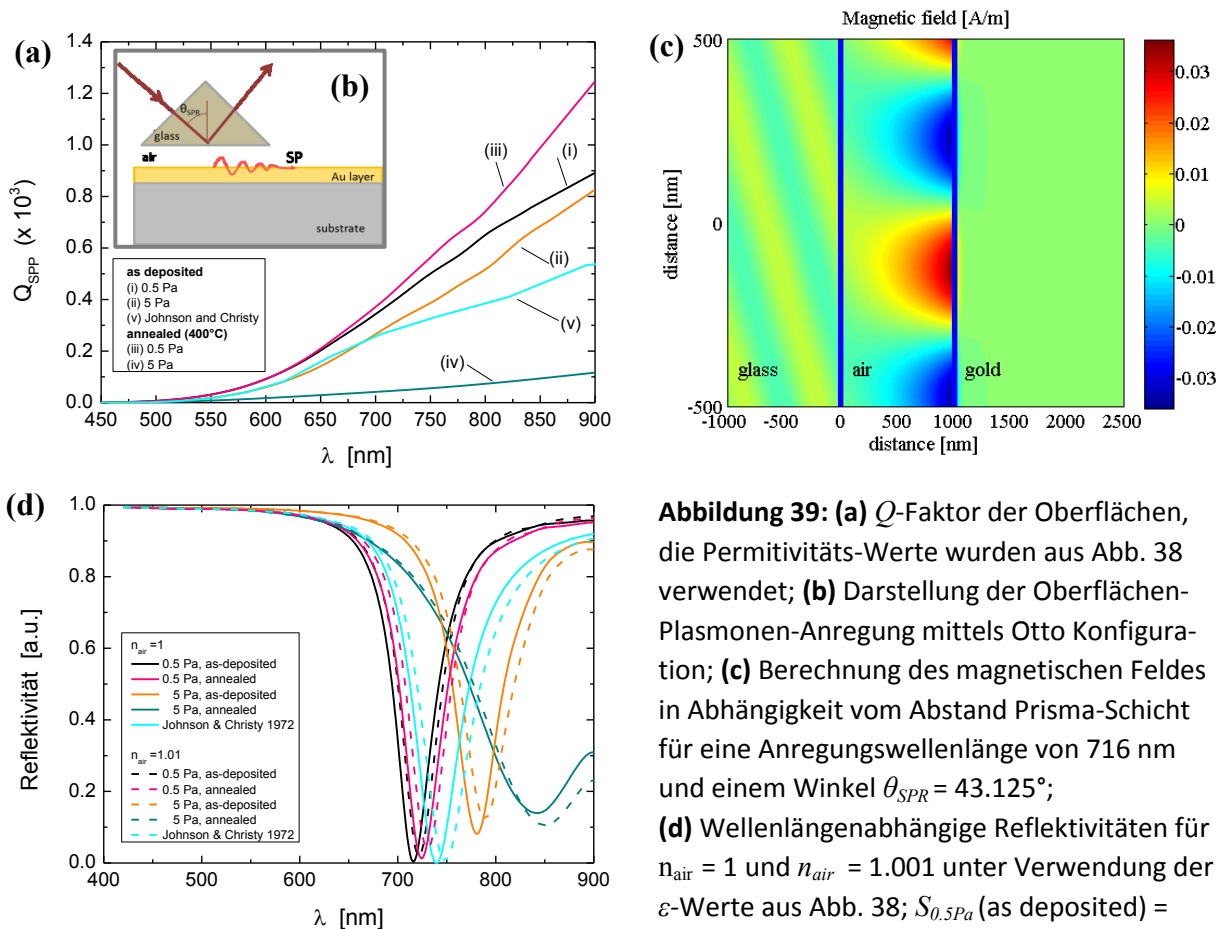 (a)
1.4
1.2
1.0
0.8
0.6
0.4
0.2
0.0
Q_SPP (x 10³)
450 500 550 600 650 700 750 800 850 900
λ [nm]
(b)
θ_SPR
glass
air
SP
Au layer
substrate
(iii)
(i)
(ii)
(v)
(iv)
as deposited
(i) 0.5 Pa
(ii) 5 Pa
(v) Johnson and Christy
annealed (400°C)
(iii) 0.5 Pa
(iv) 5 Pa
(c)
Magnetic field [A/m]
500
0
-500
distance [nm]
glass
air
gold
-1000 -500 0 500 1000 1500 2000 2500
distance [nm]
0.03
0.02
0.01
0
-0.01
-0.02
-0.03
(d)
1.0
0.8
0.6
0.4
0.2
0.0
Reflektivität [a.u.]
400 500 600 700 800 900
λ [nm]
n_air =1
0.5 Pa, as-deposited
0.5 Pa, annealed
5 Pa, as-deposited
5 Pa, annealed
Johnson & Christy 1972
n_air =1.01
0.5 Pa, as-deposited
0.5 Pa, annealed
5 Pa, as-deposited
5 Pa, annealed
Johnson & Christy 1972
Abbildung 39: (a) Q-Faktor der Oberflächen,
die Permitivitäts-Werte wurden aus Abb. 38
verwendet; (b) Darstellung der Oberflächen-
Plasmonen-Anregung mittels Otto Konfigura-
tion; (c) Berechnung des magnetischen Feldes
in Abhängigkeit vom Abstand Prisma-Schicht
für eine Anregungswellenlänge von 716 nm
und einem Winkel θ_SPR = 43.125°;
(d) Wellenlängenabhängige Reflektivitäten für
n_air = 1 und n_air = 1.001 unter Verwendung der
ε-Werte aus Abb. 38; S_0.5Pa (as deposited) =